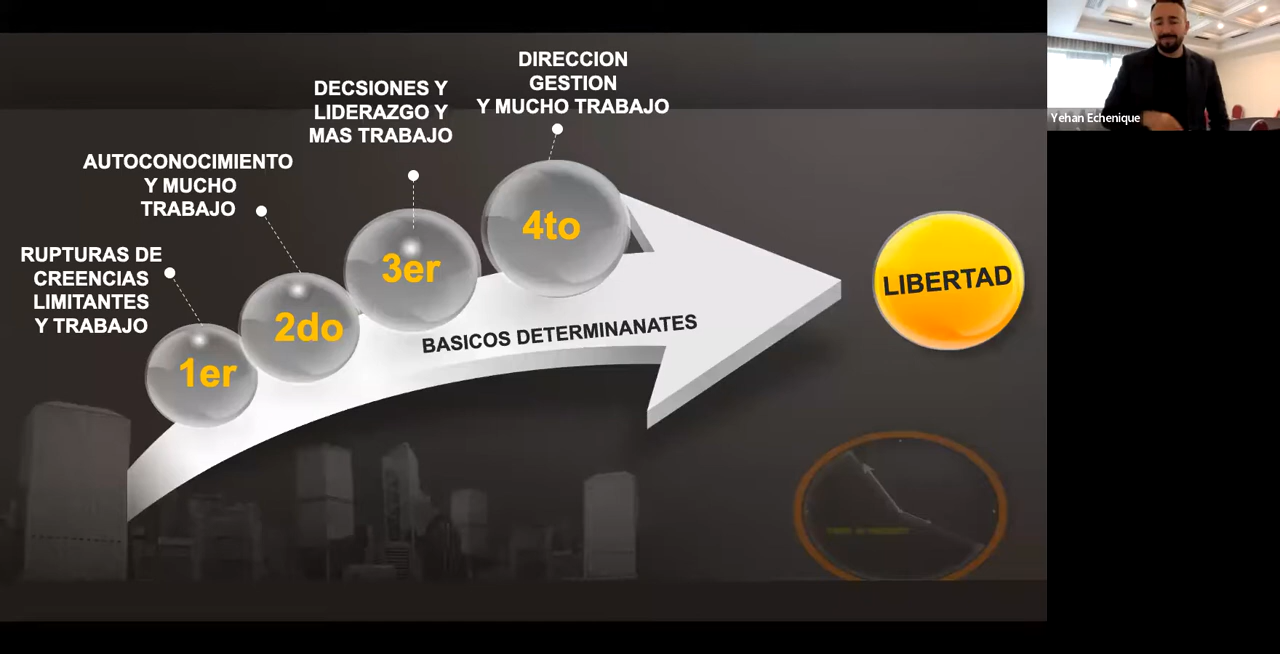 DIRECCION
GESTION
Y MUCHO TRABAJO
DECSIONES Y
LIDERAZGO Y
MAS TRABAJO
AUTOCONOCIMIENTO
Y MUCHO
TRABAJO
RUPTURAS DE
CREENCIAS
LIMITANTES
Y TRABAJO
1er
2do
3er
4to
BASICOS DETERMINANATES
LIBERTAD
Yehan Echenique